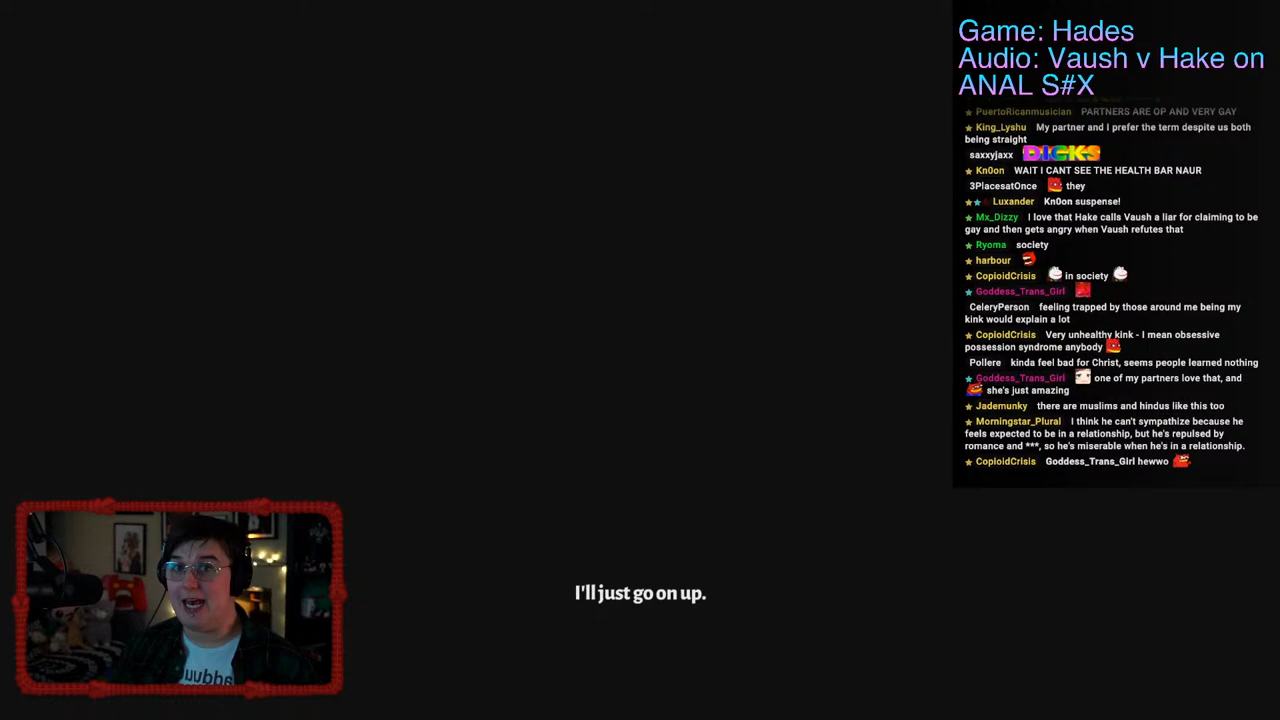 Game: Hades
Audio: Vaush v Hake on
ANAL S#X
PuertoRicanmusician PARTNERS ARE OP AND VERY GAY
King_Lyshu My partner and I prefer the term despite us both
being straight
saxxyjaxx DICKS
Kn0on WAIT I CANT SEE THE HEALTH BAR NAUR
3PlacesatOnce they
Luxander Kn0on suspense!
Mx_Dizzy I love that Hake calls Vaush a liar for claiming to be
gay and then gets angry when Vaush refutes that
Ryoma society
harbour
CopioidCrisis in society
Goddess_Trans_Girl
CeleryPerson feeling trapped by those around me being my
kink would explain a lot
CopioidCrisis Very unhealthy kink - I mean obsessive
possession syndrome anybody
Pollere kinda feel bad for Christ, seems people learned nothing
Goddess_Trans_Girl one of my partners love that, and
she's just amazing
Jademunky there are muslims and hindus like this too
Morningstar_Plural I think he can't sympathize because he
feels expected to be in a relationship, but he's repulsed by
romance and ***, so he's miserable when he's in a relationship.
CopioidCrisis Goddess_Trans_Girl hewwo
I'll just go on up.